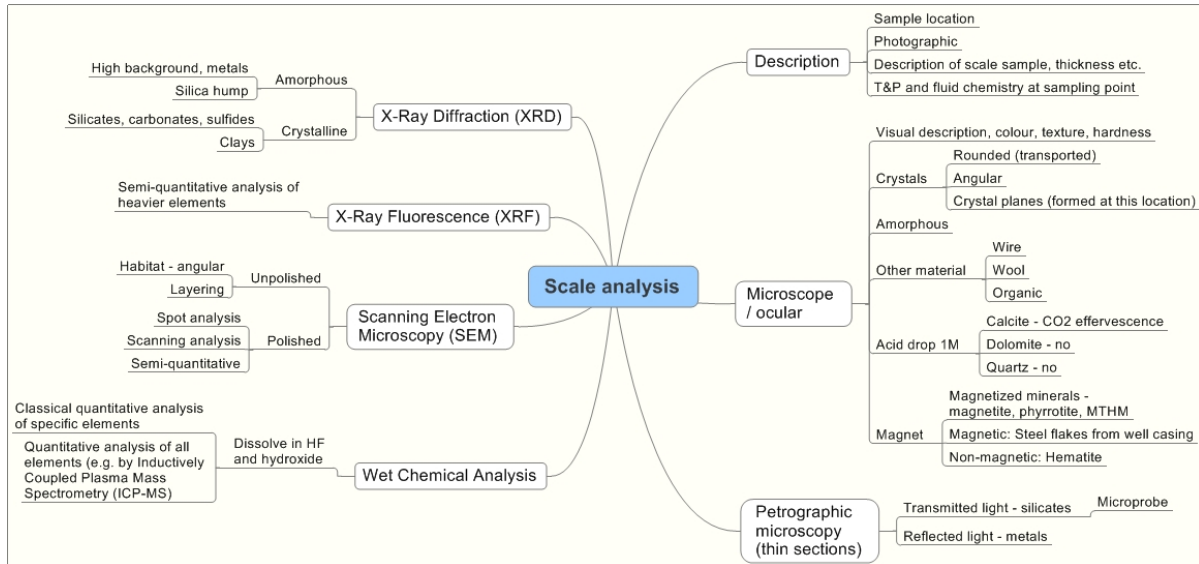 Scale analysis
X-Ray Diffraction (XRD)
Amorphous
High background, metals
Silica hump
Crystalline
Silicates, carbonates, sulfides
Clays
X-Ray Fluorescence (XRF)
Semi-quantitative analysis of
heavier elements
Scanning Electron
Microscopy (SEM)
Unpolished
Habitat - angular
Layering
Polished
Spot analysis
Scanning analysis
Semi-quantitative
Wet Chemical Analysis
Dissolve in HF
and hydroxide
Classical quantitative analysis
of specific elements
Quantitative analysis of all
elements (e.g. by Inductively
Coupled Plasma Mass
Spectrometry (ICP-MS)
Description
Sample location
Photographic
Description of scale sample, thickness etc.
T&P and fluid chemistry at sampling point
Microscope
/ ocular
Visual description, colour, texture, hardness
Crystals
Rounded (transported)
Angular
Crystal planes (formed at this location)
Amorphous
Other material
Wire
Wool
Organic
Acid drop 1M
Calcite - CO2 effervescence
Dolomite - no
Quartz - no
Magnet
Magnetized minerals -
magnetite, phyrrotite, MTHM
Magnetic: Steel flakes from well casing
Non-magnetic: Hematite
Petrographic
microscopy
(thin sections)
Transmitted light - silicates
Microprobe
Reflected light - metals